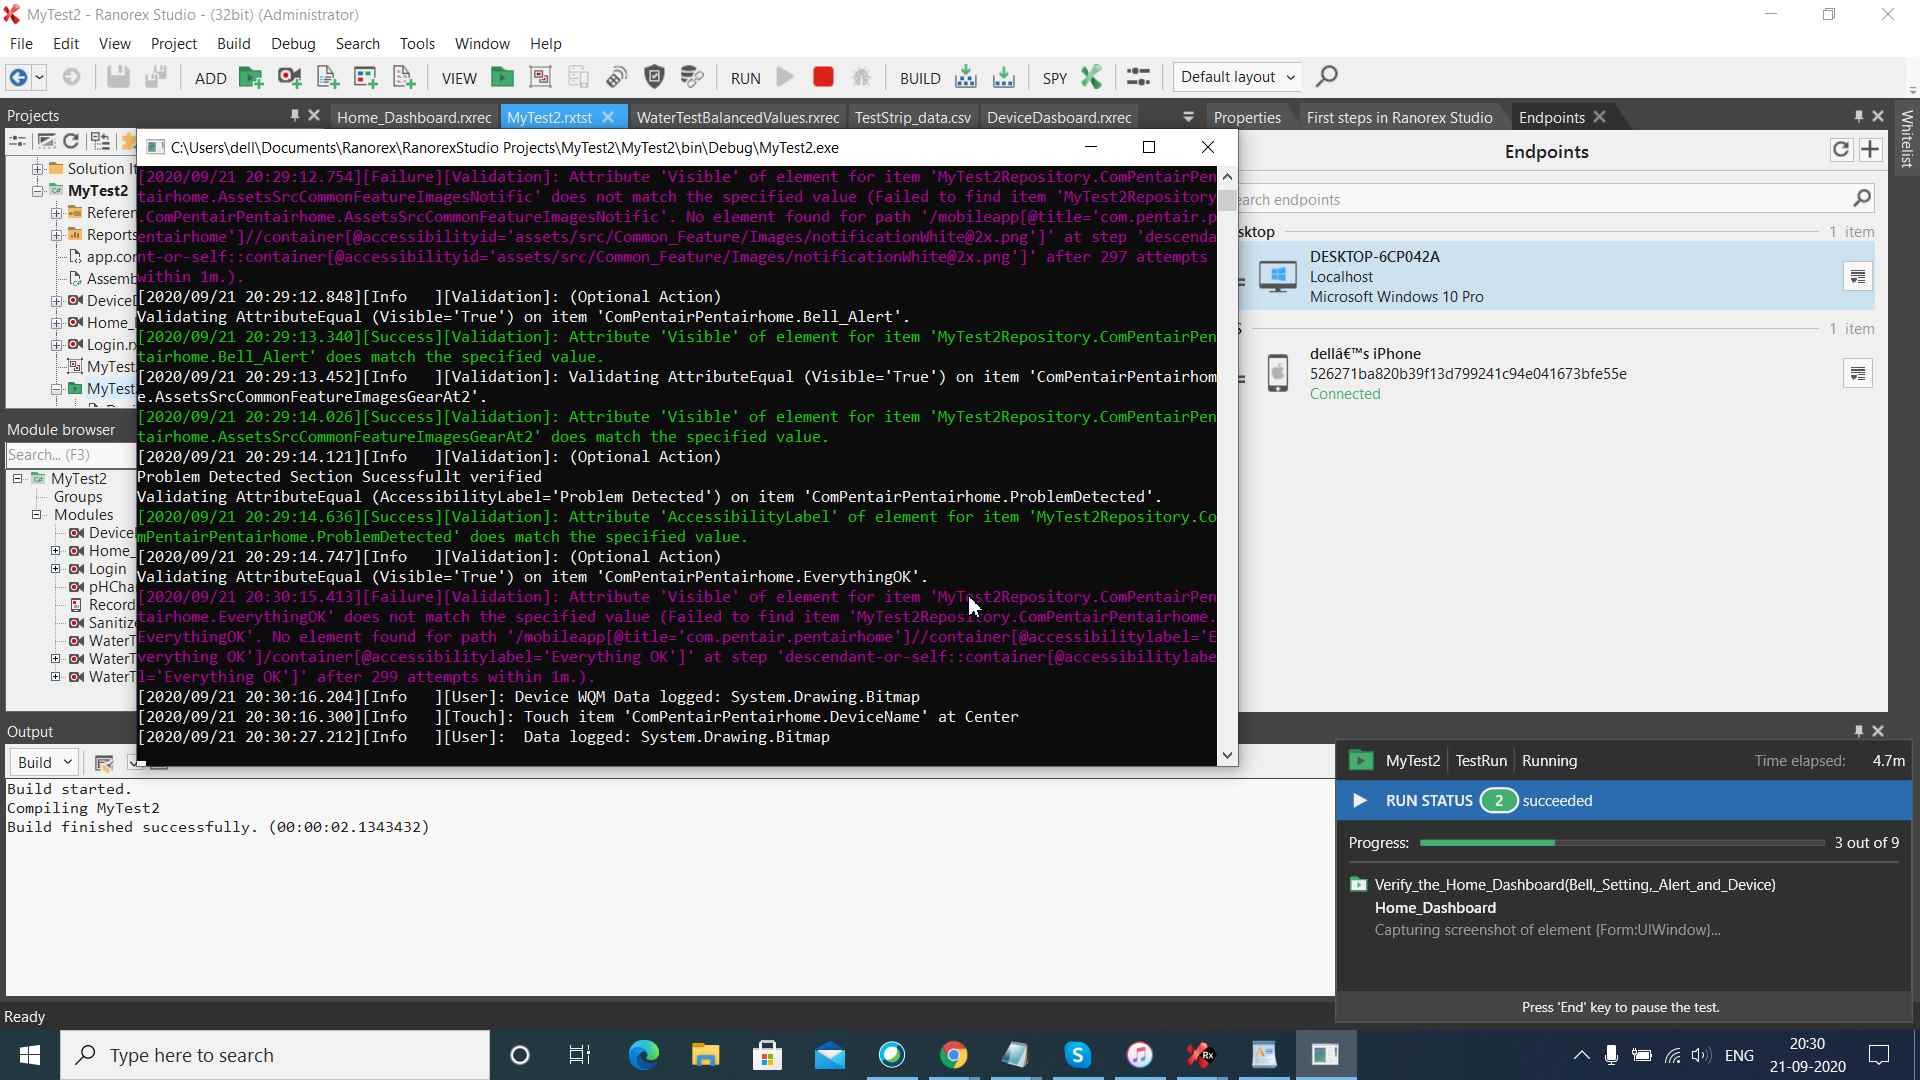 MyTest2 - Ranorex Studio - (32bit) (Administrator)
File Edit View Project Build Debug Search Tools Window Help
ADD VIEW RUN BUILD SPY Default layout
Projects
Home_Dashboard.rxrec MyTest2.rxtst WaterTestBalancedValues.rxrec TestStrip_data.csv DeviceDasboard.rxrec
Properties First steps in Ranorex Studio Endpoints
Whitelist
Solution It
MyTest2
Referer
Reports
app.cor
Assemb
DeviceD
Home_
Login.r
MyTest
MyTest
Module browser
Search... (F3)
MyTest2
Groups
Modules
Device
Home_
Login
pHCha
Record
Sanitize
WaterT
WaterT
WaterT
C:\Users\dell\Documents\Ranorex\RanorexStudio Projects\MyTest2\MyTest2\bin\Debug\MyTest2.exe
[2020/09/21 20:29:12.754][Failure][Validation]: Attribute 'Visible' of element for item 'MyTest2Repository.ComPentairPen
tairhome.AssetsSrcCommonFeatureImagesNotific' does not match the specified value (Failed to find item 'MyTest2Repository
.ComPentairPentairhome.AssetsSrcCommonFeatureImagesNotific'. No element found for path '/mobileapp[@title='com.pentair.p
entairhome']//container[@accessibilityid='assets/src/Common_Feature/Images/notificationWhite@2x.png']' at step 'descenda
nt-or-self::container[@accessibilityid='assets/src/Common_Feature/Images/notificationWhite@2x.png']' after 297 attempts
within 1m.).
[2020/09/21 20:29:12.848][Info   ][Validation]: (Optional Action)
Validating AttributeEqual (Visible='True') on item 'ComPentairPentairhome.Bell_Alert'.
[2020/09/21 20:29:13.340][Success][Validation]: Attribute 'Visible' of element for item 'MyTest2Repository.ComPentairPen
tairhome.Bell_Alert' does match the specified value.
[2020/09/21 20:29:13.452][Info   ][Validation]: Validating AttributeEqual (Visible='True') on item 'ComPentairPentairhom
e.AssetsSrcCommonFeatureImagesGearAt2'.
[2020/09/21 20:29:14.026][Success][Validation]: Attribute 'Visible' of element for item 'MyTest2Repository.ComPentairPen
tairhome.AssetsSrcCommonFeatureImagesGearAt2' does match the specified value.
[2020/09/21 20:29:14.121][Info   ][Validation]: (Optional Action)
Problem Detected Section Sucessfullt verified
Validating AttributeEqual (AccessibilityLabel='Problem Detected') on item 'ComPentairPentairhome.ProblemDetected'.
[2020/09/21 20:29:14.636][Success][Validation]: Attribute 'AccessibilityLabel' of element for item 'MyTest2Repository.Co
mPentairPentairhome.ProblemDetected' does match the specified value.
[2020/09/21 20:29:14.747][Info   ][Validation]: (Optional Action)
Validating AttributeEqual (Visible='True') on item 'ComPentairPentairhome.EverythingOK'.
[2020/09/21 20:30:15.413][Failure][Validation]: Attribute 'Visible' of element for item 'MyTest2Repository.ComPentairPen
tairhome.EverythingOK' does not match the specified value (Failed to find item 'MyTest2Repository.ComPentairPentairhome.
EverythingOK'. No element found for path '/mobileapp[@title='com.pentair.pentairhome']//container[@accessibilitylabel='E
verything OK']/container[@accessibilitylabel='Everything OK']' at step 'descendant-or-self::container[@accessibilitylabe
l='Everything OK']' after 299 attempts within 1m.).
[2020/09/21 20:30:16.204][Info   ][User]: Device WQM Data logged: System.Drawing.Bitmap
[2020/09/21 20:30:16.300][Info   ][Touch]: Touch item 'ComPentairPentairhome.DeviceName' at Center
[2020/09/21 20:30:27.212][Info   ][User]:  Data logged: System.Drawing.Bitmap
Endpoints
earch endpoints
sktop 1 item
DESKTOP-6CP042A
Localhost
Microsoft Windows 10 Pro
S 1 item
dellâ€™s iPhone
526271ba820b39f13d799241c94e041673bfe55e
Connected
Output
Build
Build started.
Compiling MyTest2
Build finished successfully. (00:00:02.1343432)
MyTest2 TestRun Running Time elapsed: 4.7m
RUN STATUS 2 succeeded
Progress: 3 out of 9
Verify_the_Home_Dashboard(Bell,_Setting,_Alert_and_Device)
Home_Dashboard
Capturing screenshot of element {Form:UIWindow}...
Press 'End' key to pause the test.
Ready
Type here to search
ENG
20:30
21-09-2020